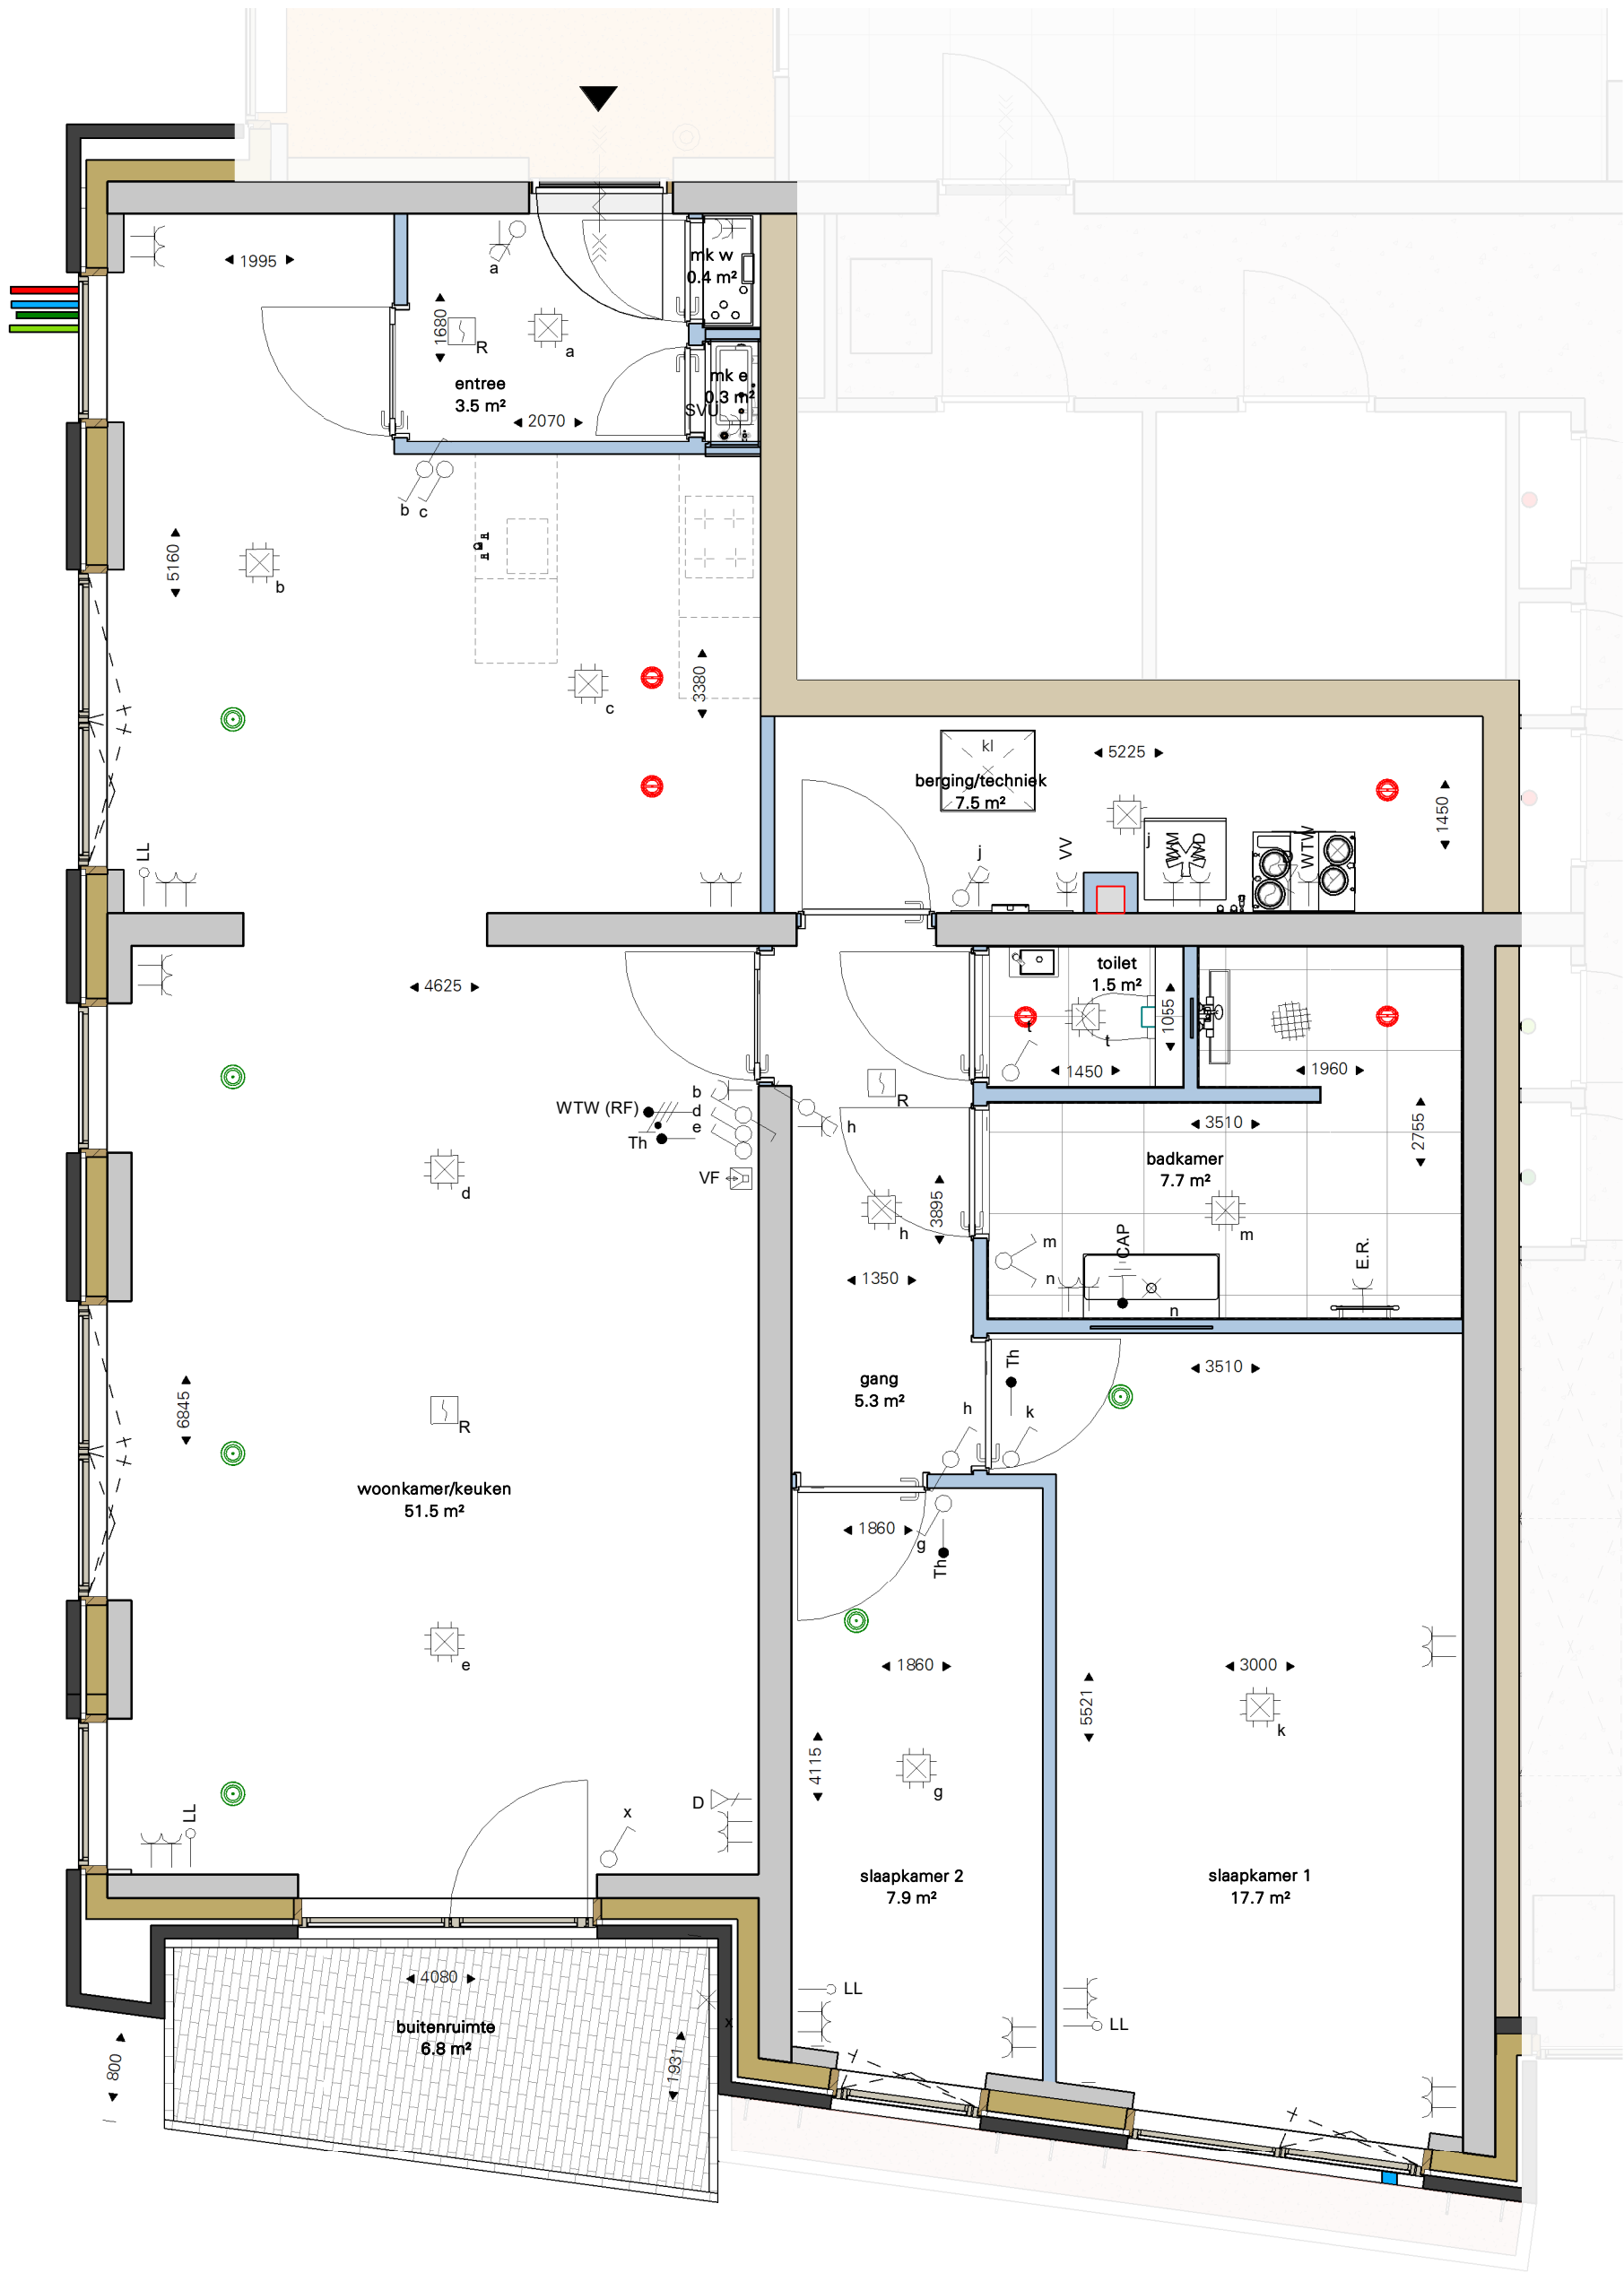 mk w
0.4 m²
1995
a
1680
R
a
entree
3.5 m²
mk e
0.3 m²
SVU
2070
b
c
5160
b
3380
c
kl
berging/techniek
7.5 m²
5225
1450
LL
j
VV
j
WM
WD
WTW
4625
toilet
1.5 m²
1055
t
t
1450
1960
R
WTW (RF)
b
d
e
Th
h
VF
3510
2755
badkamer
7.7 m²
d
3895
h
m
n
CAP
m
E.R.
n
1350
gang
5.3 m²
Th
3510
6845
R
h
k
woonkamer/keuken
51.5 m²
1860
g
Th
e
1860
3000
5521
k
4115
g
D
x
LL
slaapkamer 2
7.9 m²
slaapkamer 1
17.7 m²
4080
LL
LL
buitenruimte
6.8 m²
x
800
1931